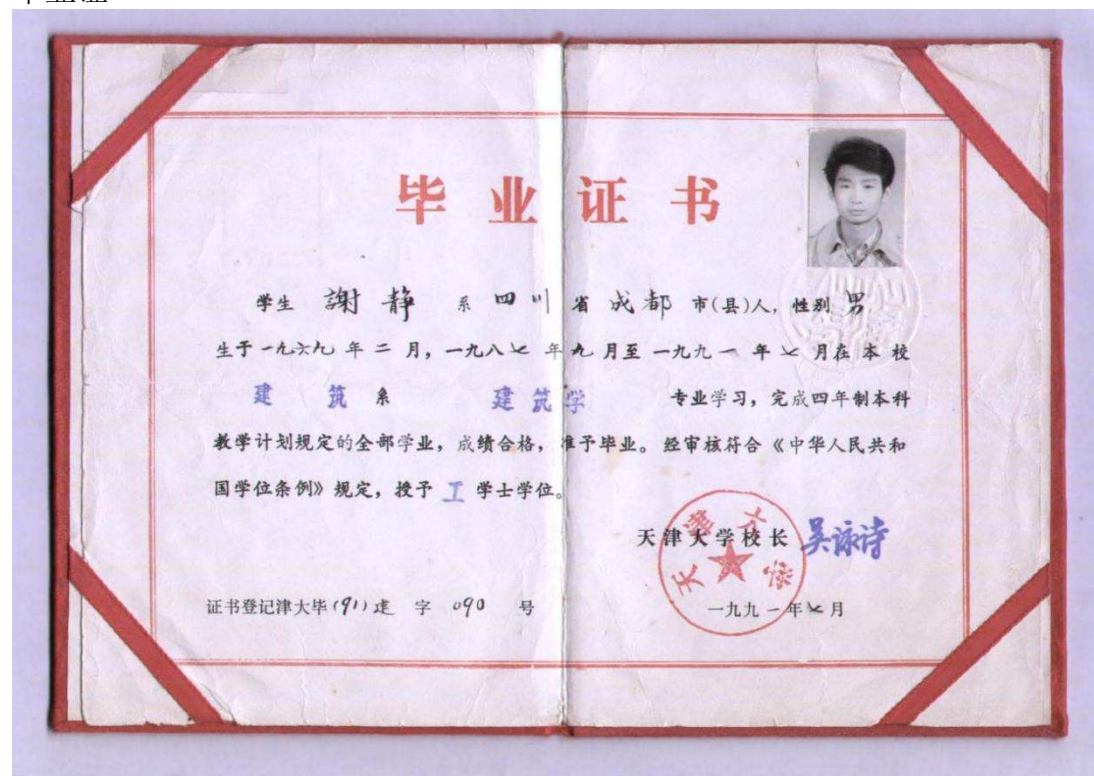 毕业证书
学生 謝静 系 四川 省 成都 市(县)人, 性别 男
生于一九六九 年 二 月, 一九八七 年 九 月至 一九九一 年 七 月在 本 校
建 筑 系 建筑学 专业学习, 完成四年制本科
教学计划规定的全部学业, 成绩合格, 准予毕业。 经审核符合《中华人民共和
国学位条例》规定, 授予 工 学士学位。
天津大学校长 吴詠诗
天津大学
证书登记津大毕(91)建 字 090 号
一九九一年七月